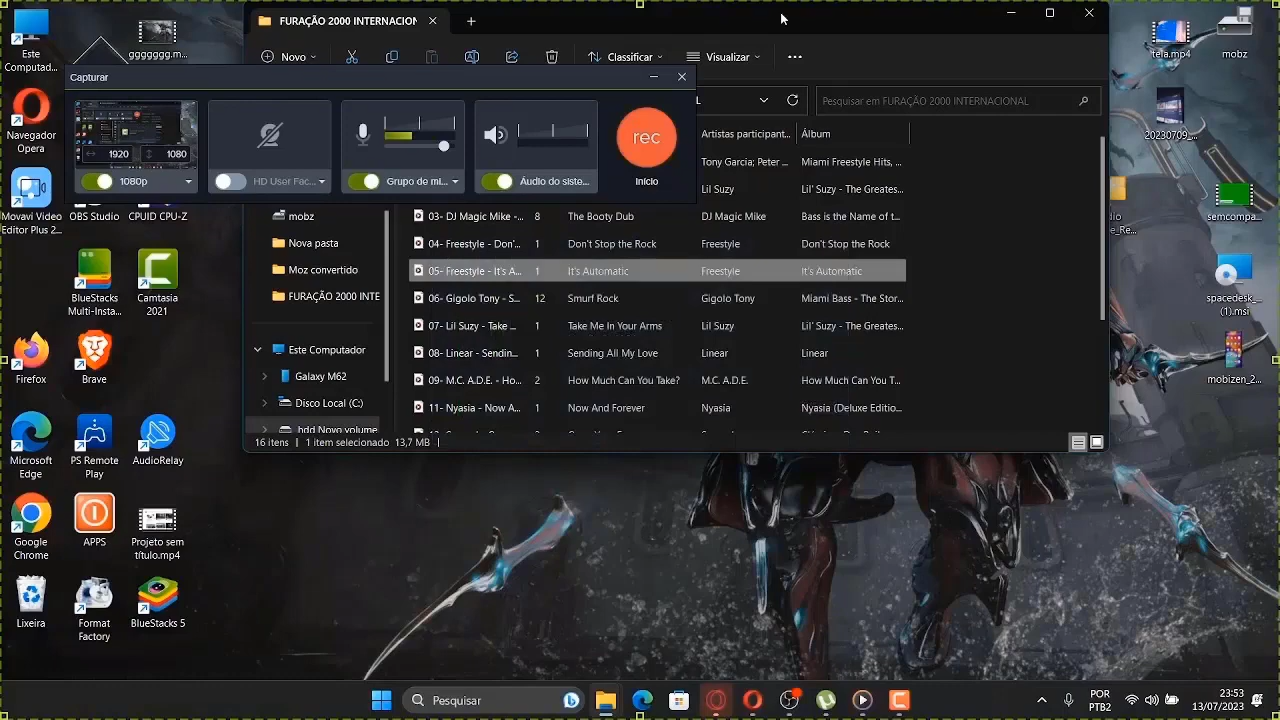 FURAÇÃO 2000 INTERNACION
Este
Computad...
gggggg.m...
tela.mp4
mobz
Novo
Classificar
Visualizar
Capturar
L
Pesquisar em FURAÇÃO 2000 INTERNACIONAL
Navegador
Opera
1920
1080
1080p
HD User Fac...
Grupo de mi...
Áudio do siste...
rec
Início
Artistas participant...
Álbum
20230709_...
Tony Garcia; Peter ...
Miami Freestyle Hits, ...
Lil Suzy
Lil' Suzy - The Greates...
Movavi Video
Editor Plus 2...
OBS Studio
CPUID CPU-Z
mobz
03- DJ Magic Mike -...
8
The Booty Dub
DJ Magic Mike
Bass is the Name of t...
dio
_Re...
semcompa...
Nova pasta
04- Freestyle - Don'...
1
Don't Stop the Rock
Freestyle
Don't Stop the Rock
Moz convertido
05- Freestyle - It's A...
1
It's Automatic
Freestyle
It's Automatic
BlueStacks
Multi-Insta...
Camtasia
2021
FURAÇÃO 2000 INTE
06- Gigolo Tony - S...
12
Smurf Rock
Gigolo Tony
Miami Bass - The Stor...
spacedesk_...
(1).msi
07- Lil Suzy - Take ...
1
Take Me In Your Arms
Lil Suzy
Lil' Suzy - The Greates...
Este Computador
08- Linear - Sendin...
1
Sending All My Love
Linear
Linear
Firefox
Brave
Galaxy M62
09- M.C. A.D.E. - Ho...
2
How Much Can You Take?
M.C. A.D.E.
How Much Can You T...
mobizen_2...
Disco Local (C:)
11- Nyasia - Now A...
1
Now And Forever
Nyasia
Nyasia (Deluxe Editio...
hdd Novo volume
16 itens
1 item selecionado 13,7 MB
Microsoft
Edge
PS Remote
Play
AudioRelay
Google
Chrome
APPS
Projeto sem
título.mp4
Lixeira
Format
Factory
BlueStacks 5
Pesquisar
POR
PTB2
23:53
13/07/2023